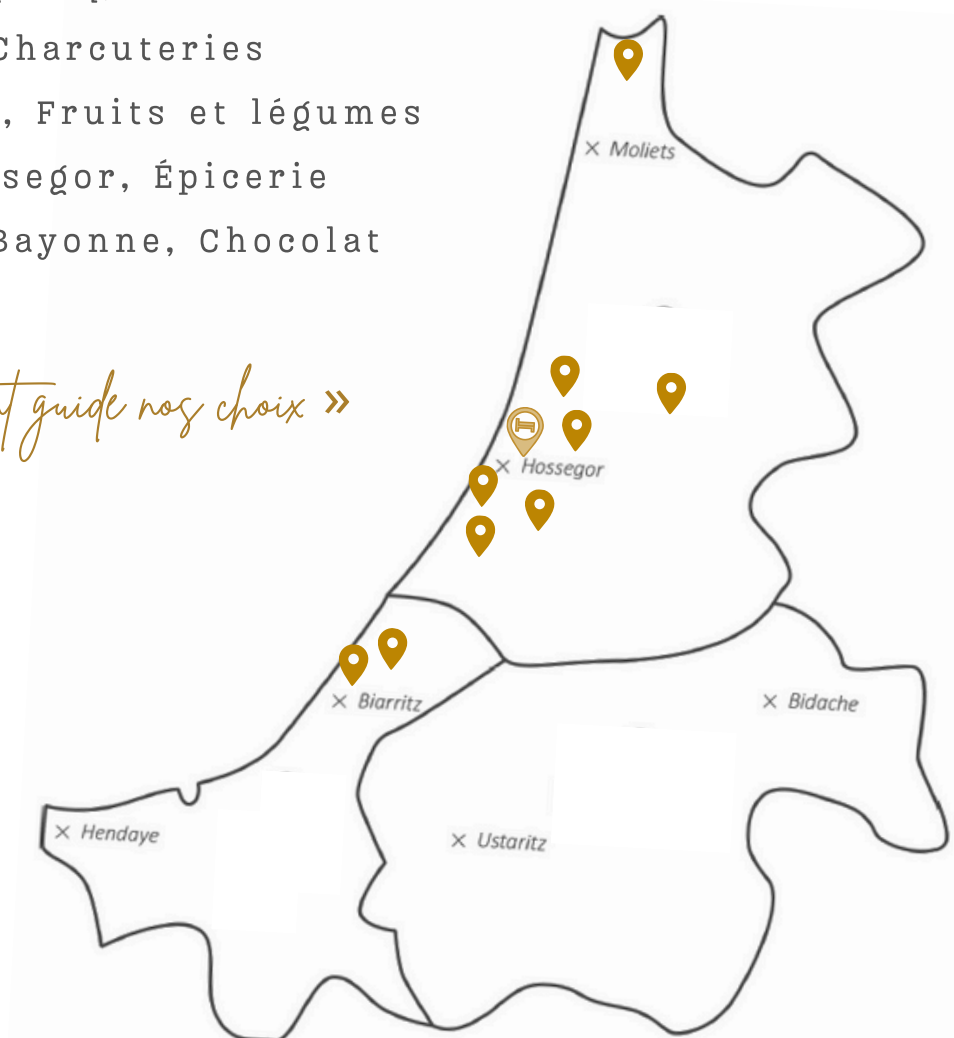 Charcuteries
, Fruits et légumes
segor, Épicerie
Bayonne, Chocolat
t guide nos choix »
Moliets
Hossegor
Biarritz
Bidache
Hendaye
Ustaritz